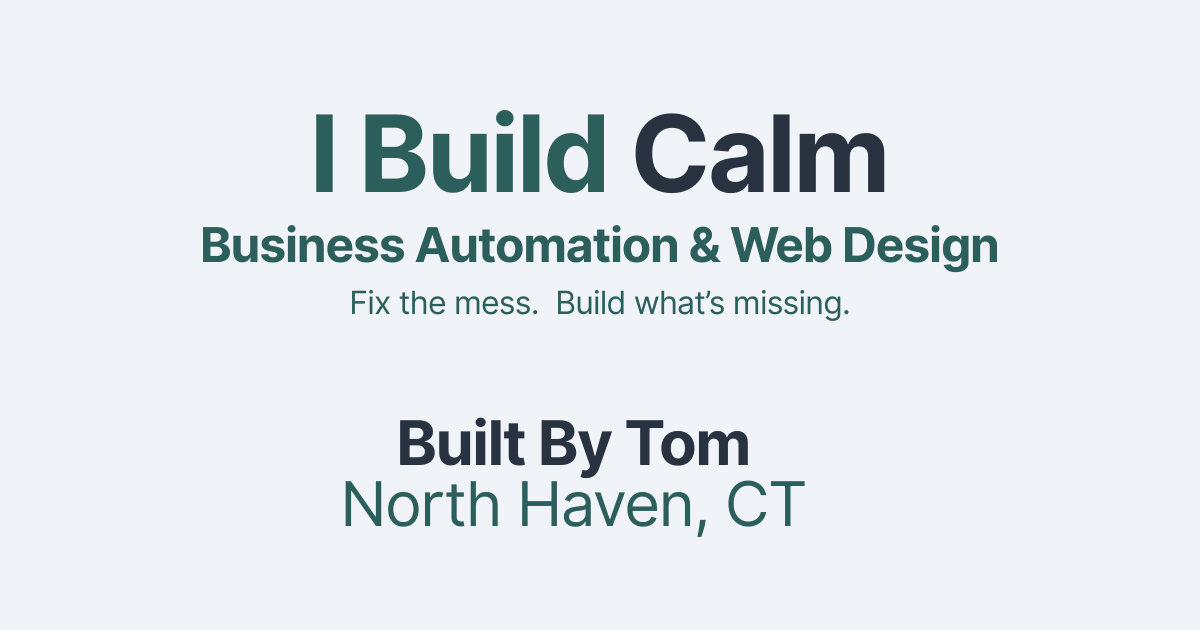 I Build Calm
Business Automation & Web Design
Fix the mess.  Build what’s missing.
Built By Tom
North Haven, CT